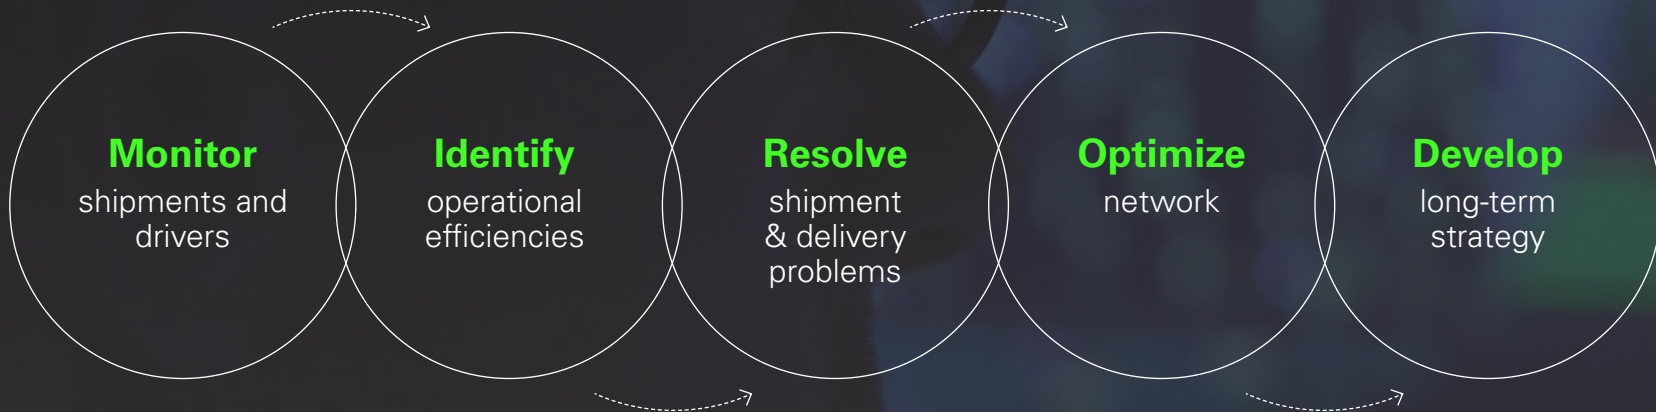 Monitor
shipments and
drivers
Identify
operational
efficiencies
Resolve
shipment
& delivery
problems
Optimize
network
Develop
long-term
strategy